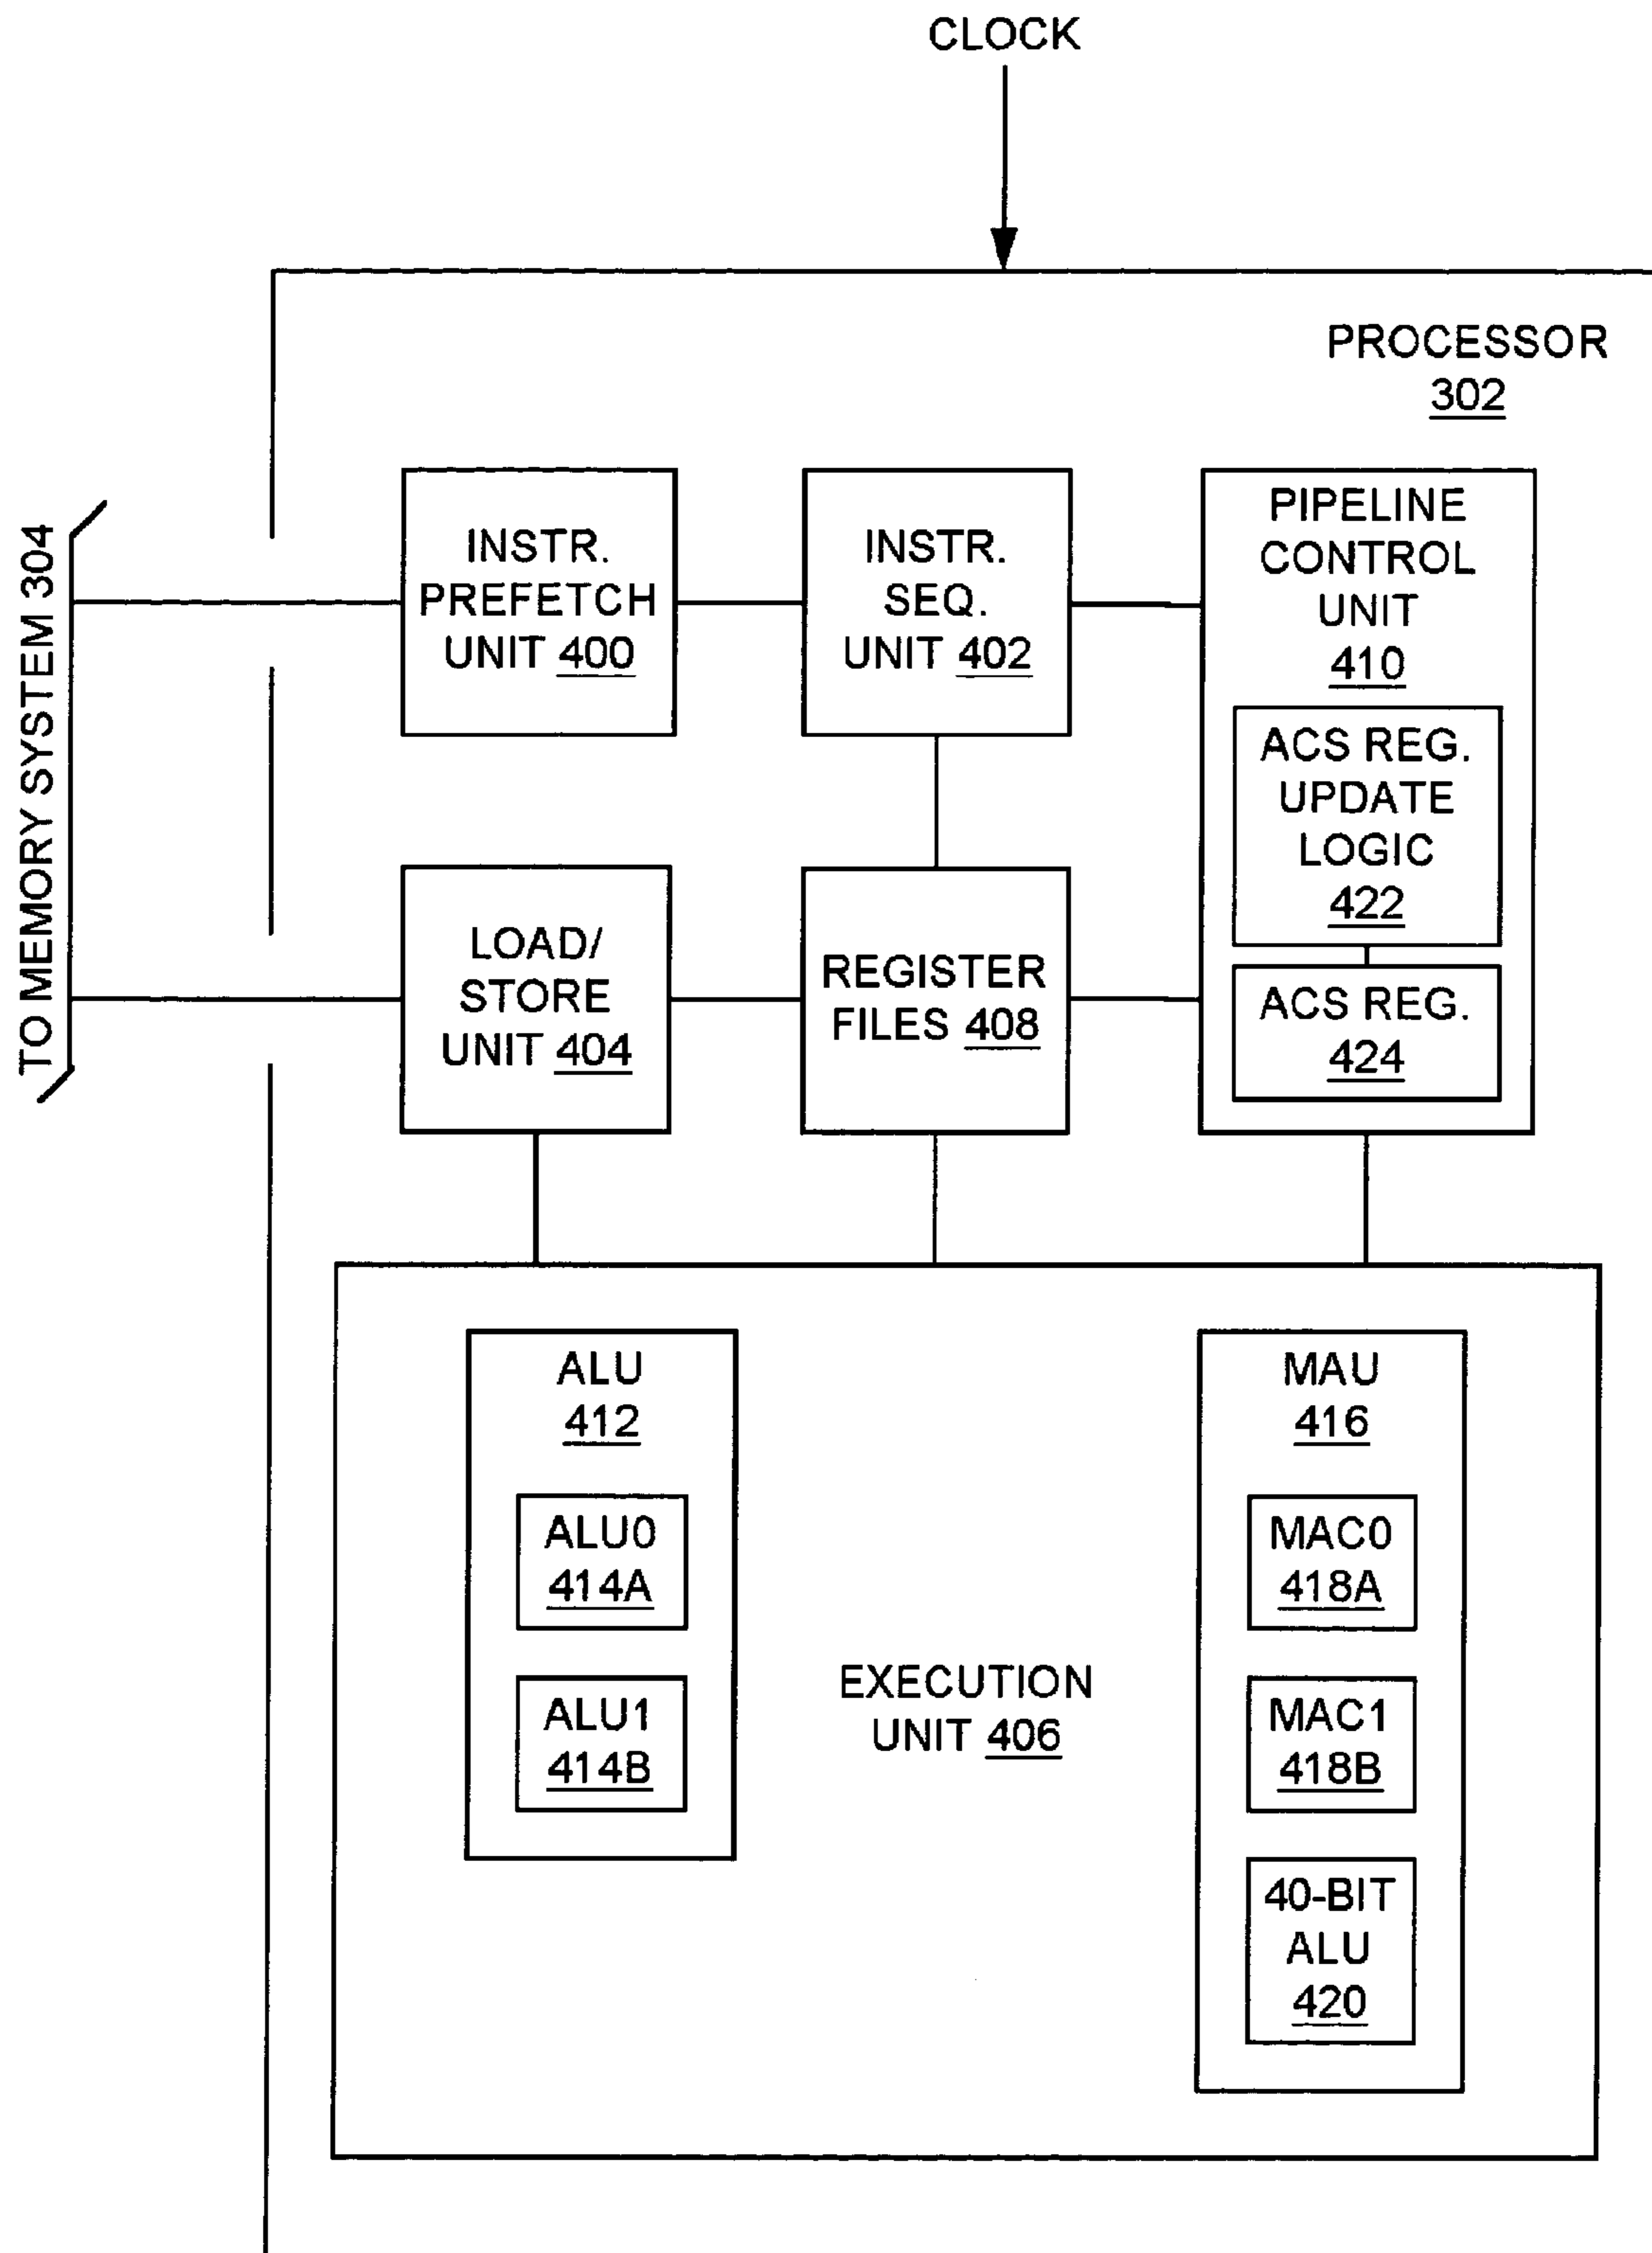 CLOCK
PROCESSOR
302
TO MEMORY SYSTEM 304
INSTR.
PREFETCH
UNIT 400
INSTR.
SEQ.
UNIT 402
PIPELINE
CONTROL
UNIT
410
ACS REG.
UPDATE
LOGIC
422
ACS REG.
424
LOAD/
STORE
UNIT 404
REGISTER
FILES 408
ALU
412
ALU0
414A
ALU1
414B
EXECUTION
UNIT 406
MAU
416
MAC0
418A
MAC1
418B
40-BIT
ALU
420